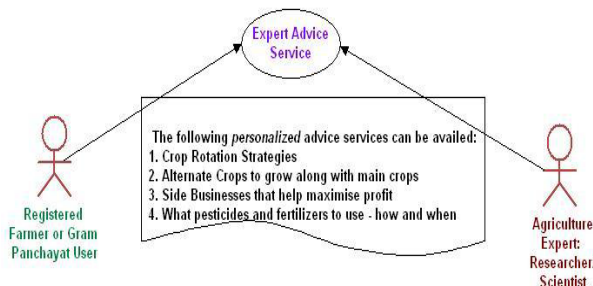 Expert Advice
Service
The following personalized advice services can be availed:
1. Crop Rotation Strategies
2. Alternate Crops to grow along with main crops
3. Side Businesses that help maximise profit
4. What pesticides and fertilizers to use - how and when
Registered
Farmer or Gram
Panchayat User
Agriculture
Expert:
Researcher,
Scientist